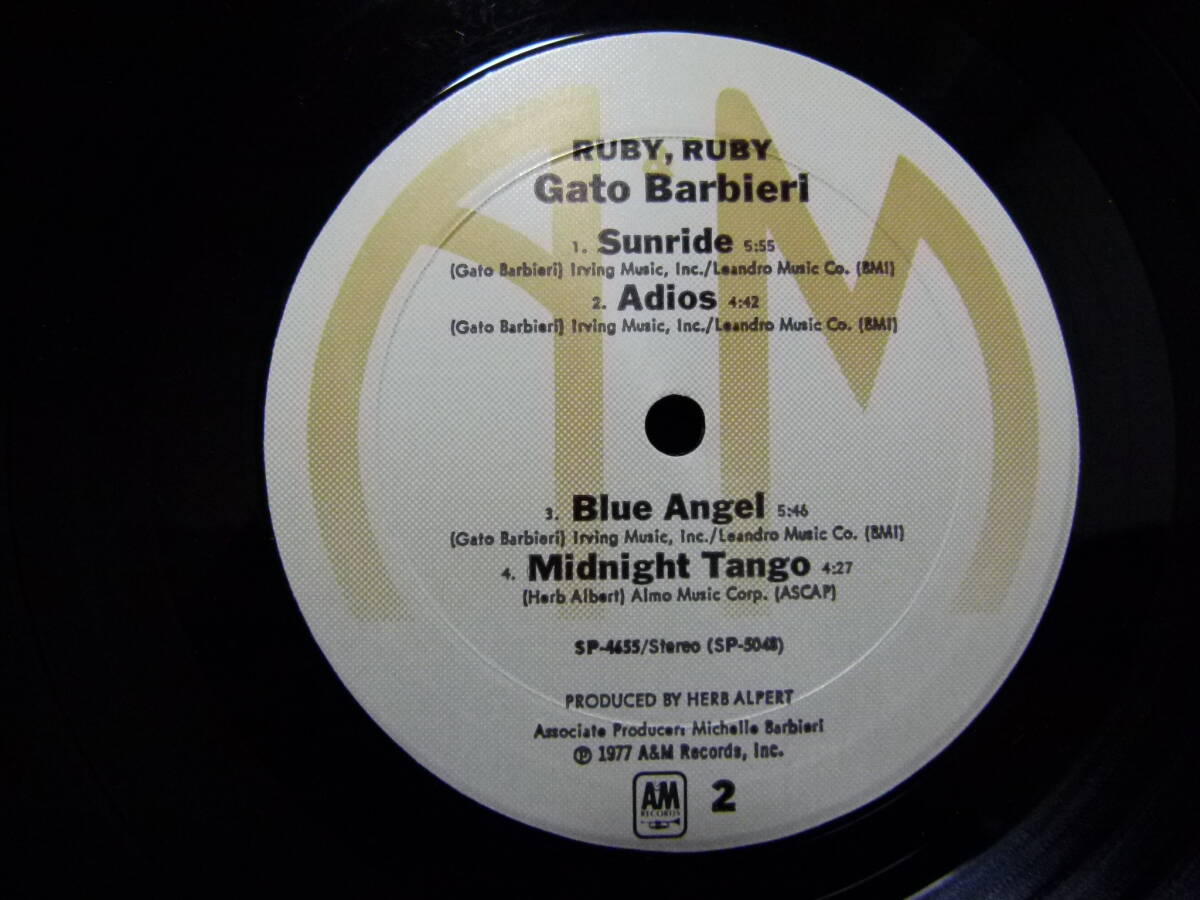 RUBY, RUBY
Gato Barbieri
1. Sunride 5:55
(Gato Barbieri) Irving Music, Inc./Leandro Music Co. (BMI)
2. Adios 4:42
(Gato Barbieri) Irving Music, Inc./Leandro Music Co. (BMI)
3. Blue Angel 5:46
(Gato Barbieri) Irving Music, Inc./Leandro Music Co. (BMI)
4. Midnight Tango 4:27
(Herb Albert) Almo Music Corp. (ASCAP)
SP-4655/Stereo (SP-5048)
PRODUCED BY HERB ALPERT
Associate Producer: Michelle Barbieri
℗ 1977 A&M Records, Inc.
A&M 2
RECORDS